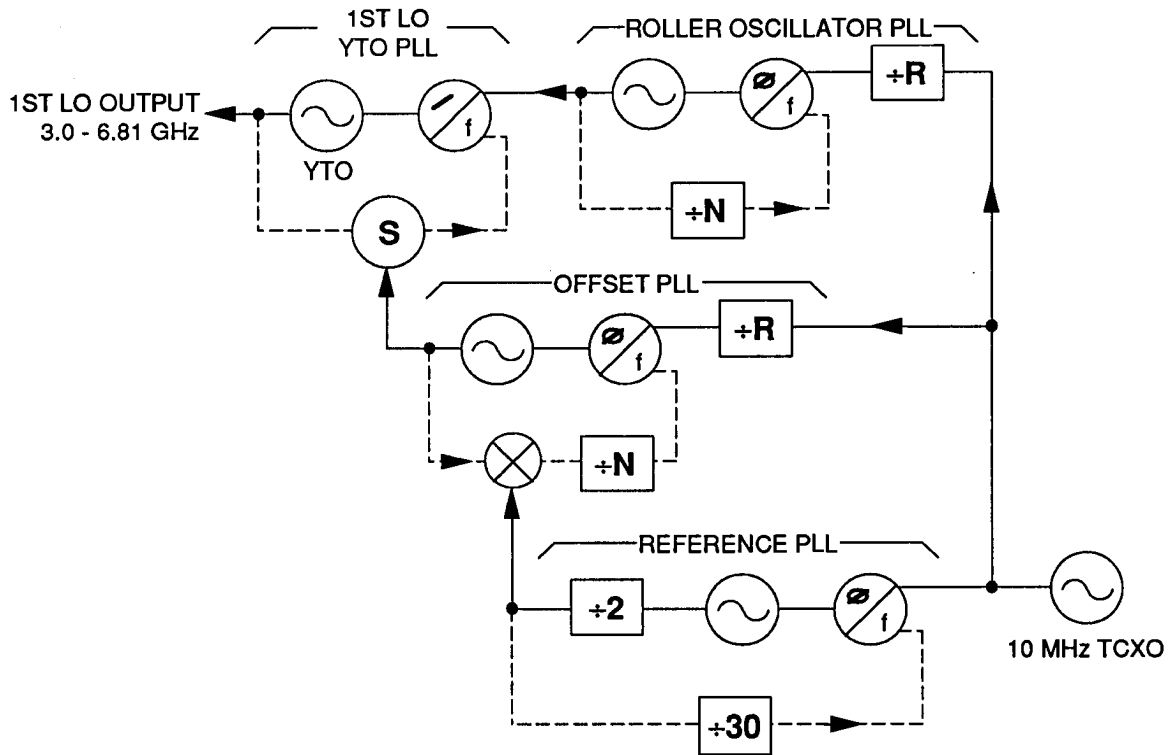 1ST LO
YTO PLL
ROLLER OSCILLATOR PLL
÷R
1ST LO OUTPUT
3.0 - 6.81 GHz
f
ø
f
YTO
÷N
S
OFFSET PLL
ø
f
÷R
÷N
REFERENCE PLL
÷2
ø
f
10 MHz TCXO
÷30